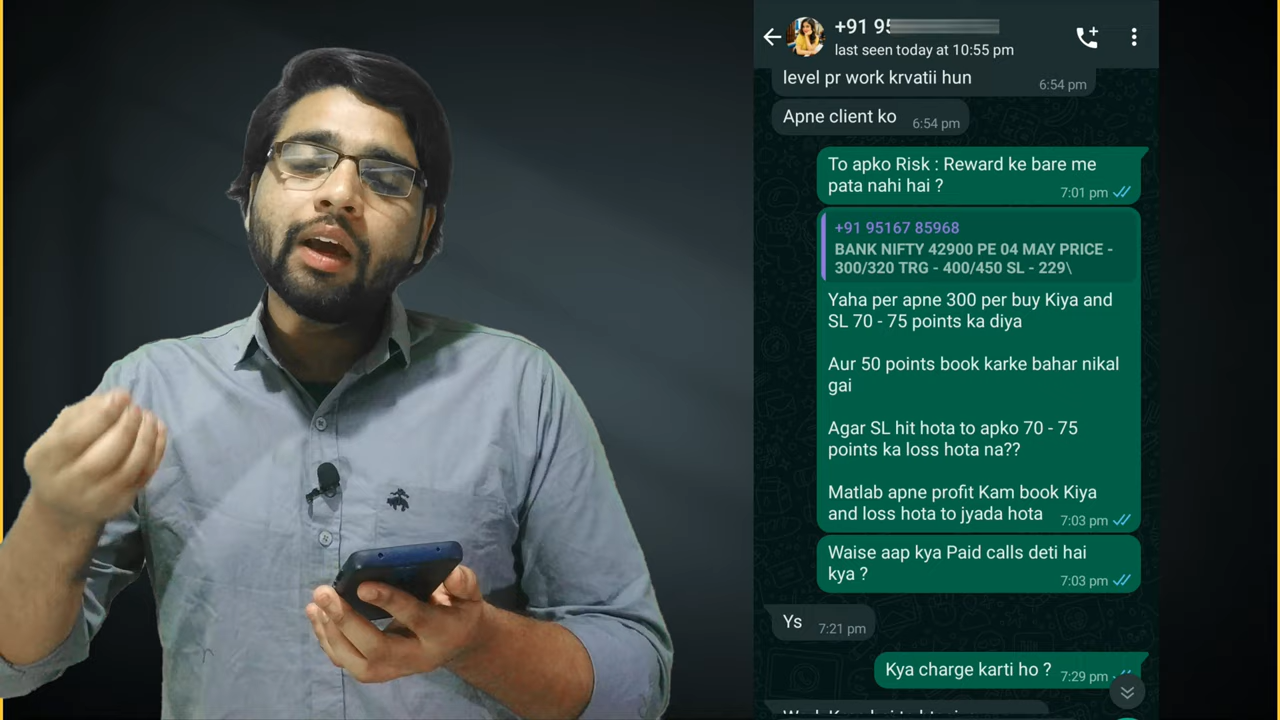 +91 95
last seen today at 10:55 pm
level pr work krvatii hun
6:54 pm
Apne client ko
6:54 pm
To apko Risk : Reward ke bare me
pata nahi hai ?
7:01 pm
+91 95167 85968
BANK NIFTY 42900 PE 04 MAY PRICE -
300/320 TRG - 400/450 SL - 229\
Yaha per apne 300 per buy Kiya and
SL 70 - 75 points ka diya
Aur 50 points book karke bahar nikal
gai
Agar SL hit hota to apko 70 - 75
points ka loss hota na??
Matlab apne profit Kam book Kiya
and loss hota to jyada hota
7:03 pm
Waise aap kya Paid calls deti hai
kya ?
7:03 pm
Ys
7:21 pm
Kya charge karti ho ?
7:29 pm